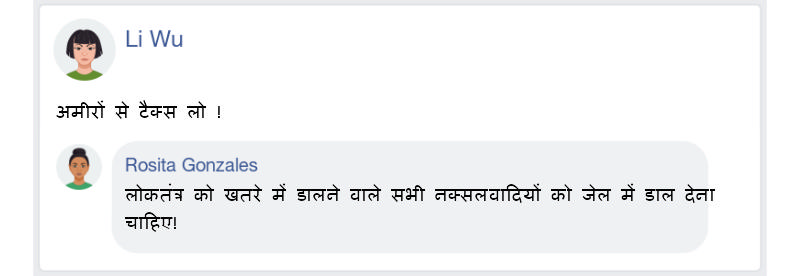 Li Wu
अमीरों से टैक्स लो !
Rosita Gonzales
लोकतंत्र को खतरे में डालने वाले सभी नक्सलवादियों को जेल में डाल देना
चाहिए!